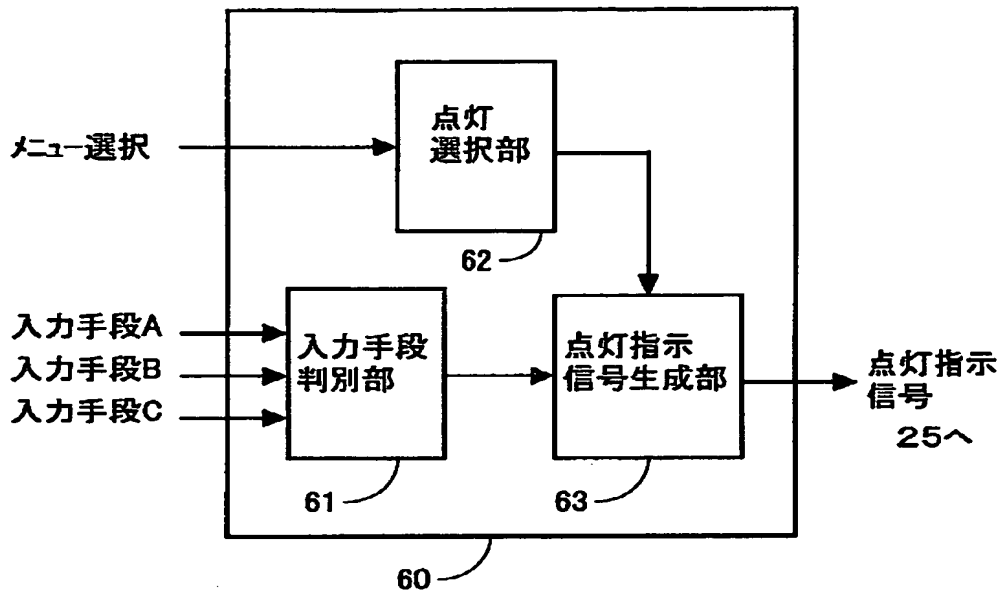 点灯
選択部
メニュー選択
62
入力手段A
入力手段B
入力手段C
入力手段
判別部
点灯指示
信号生成部
点灯指示
信号
25へ
61
63
60